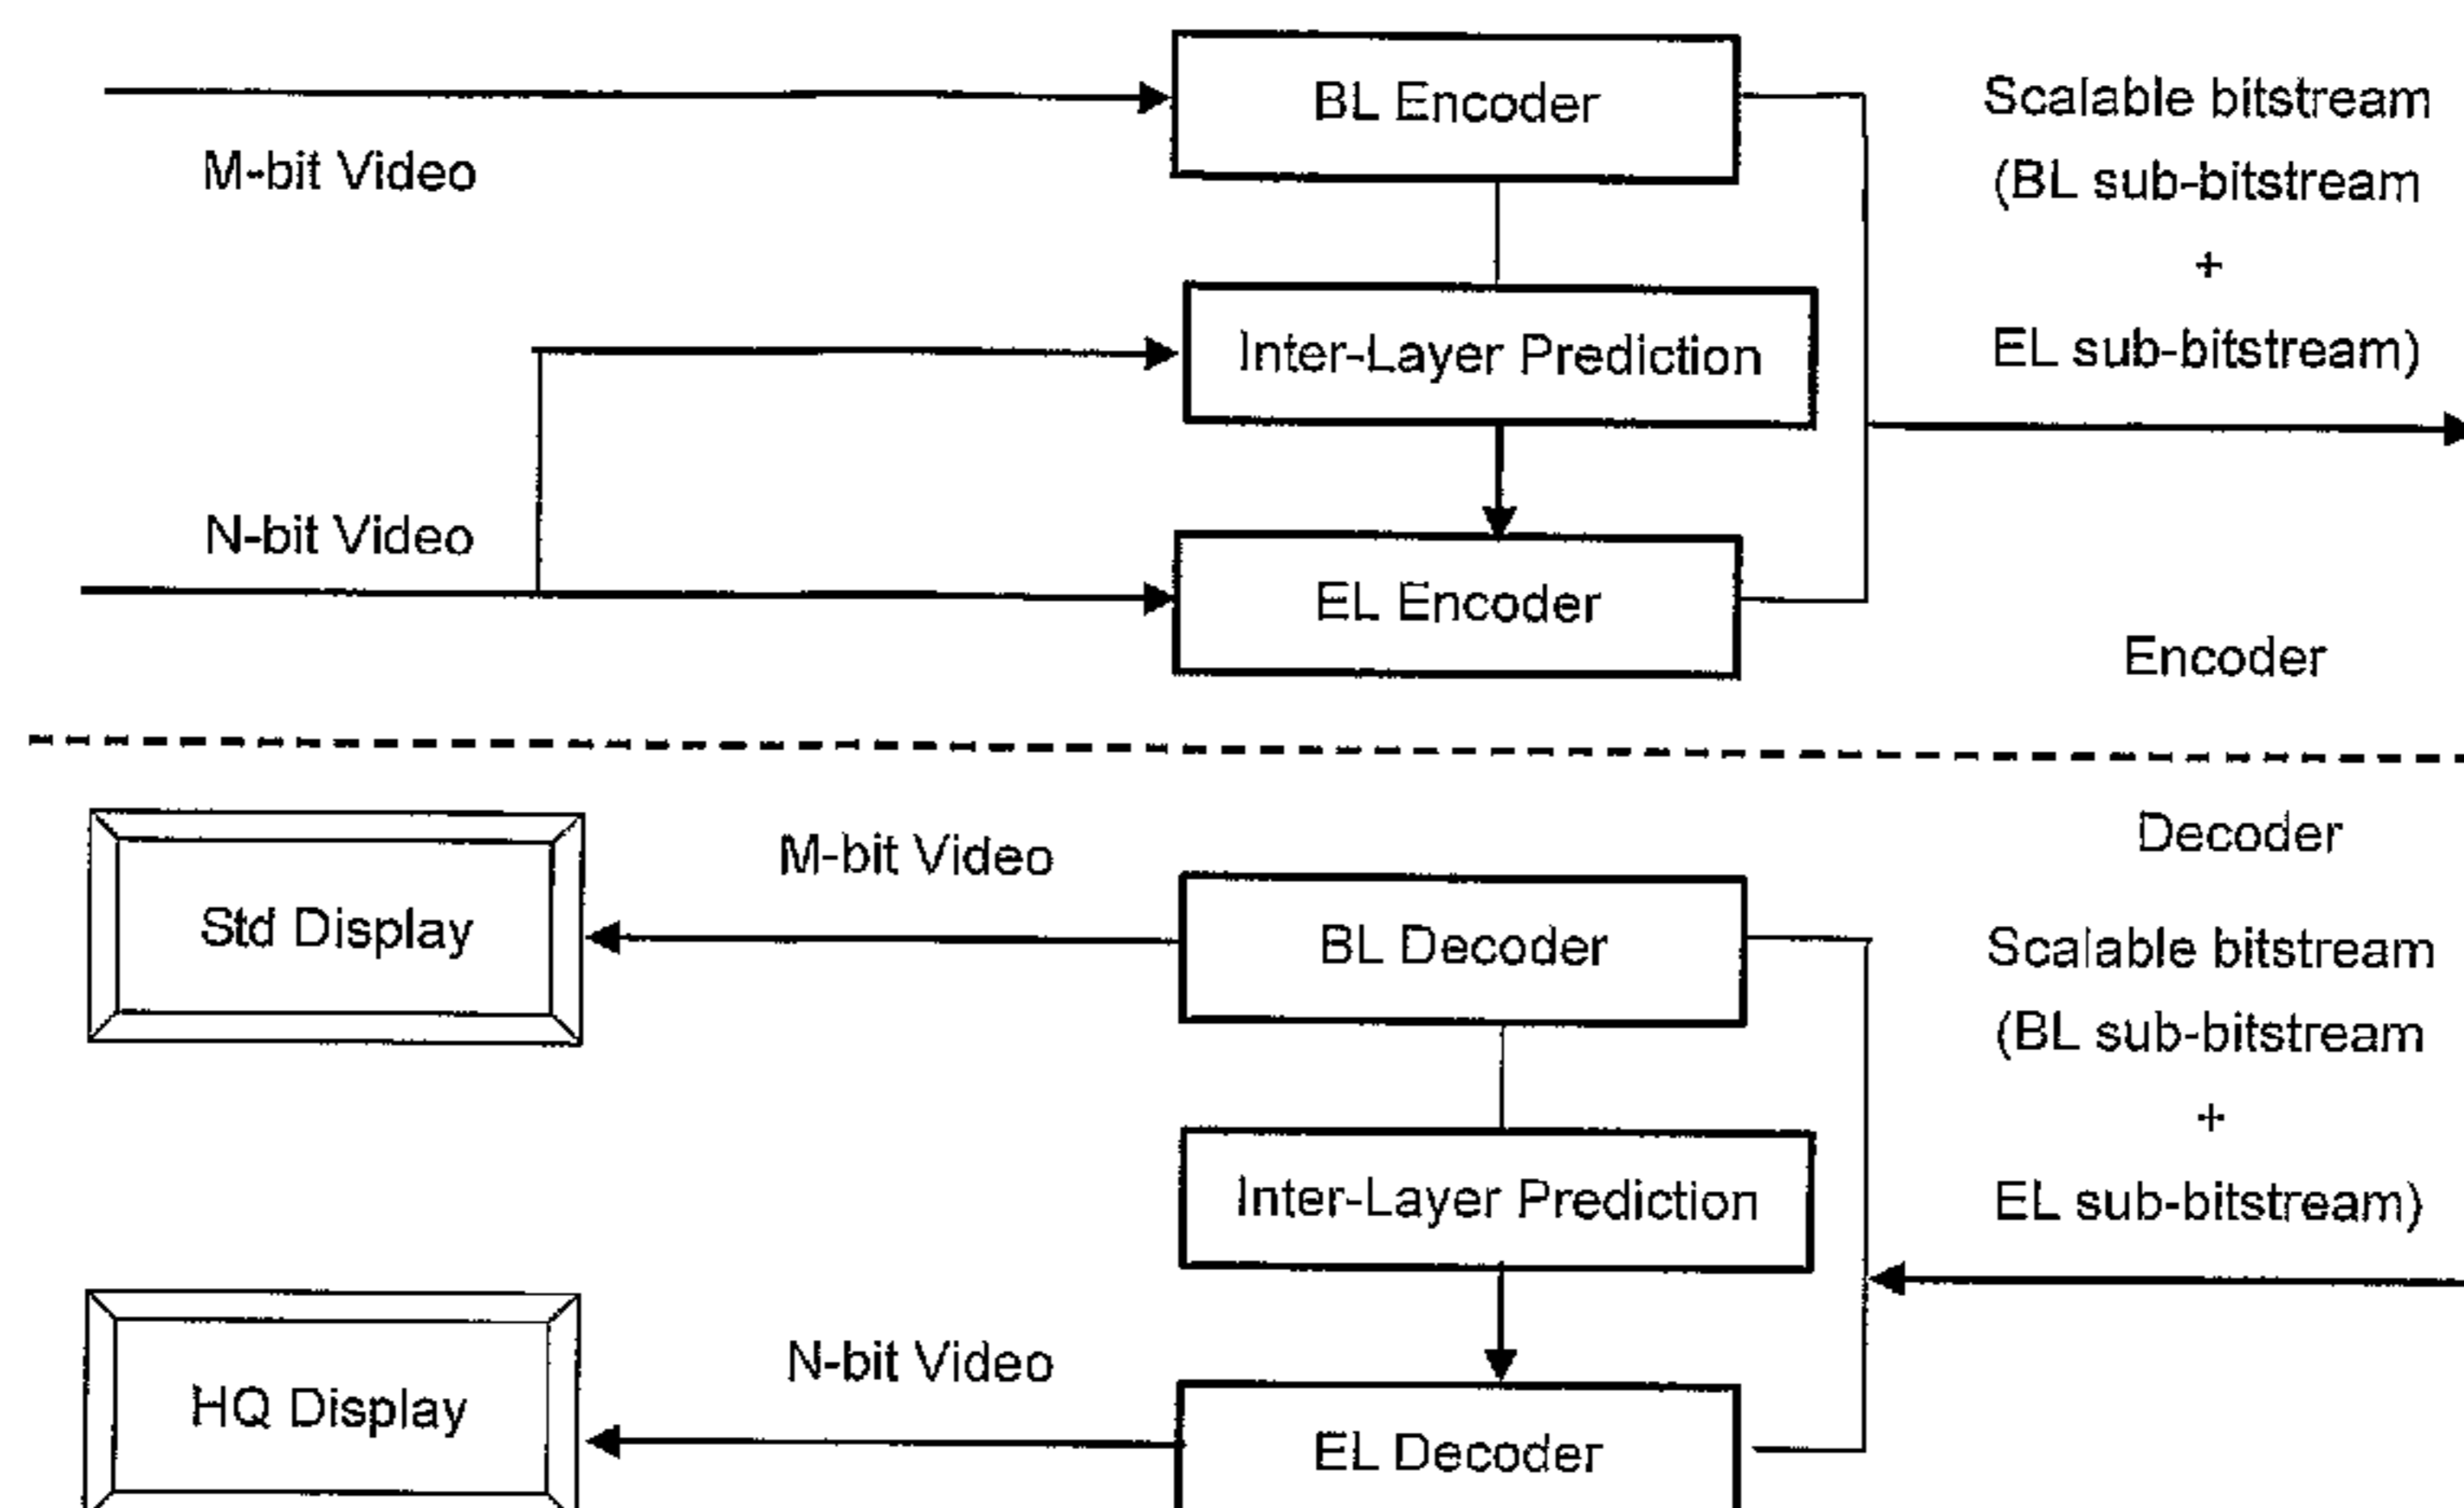 BL Encoder
M-bit Video
Scalable bitstream
(BL sub-bitstream
+
EL sub-bitstream)
Inter-Layer Prediction
N-bit Video
EL Encoder
Encoder
Decoder
Std Display
M-bit Video
BL Decoder
Scalable bitstream
(BL sub-bitstream
+
EL sub-bitstream)
Inter-Layer Prediction
HQ Display
N-bit Video
EL Decoder